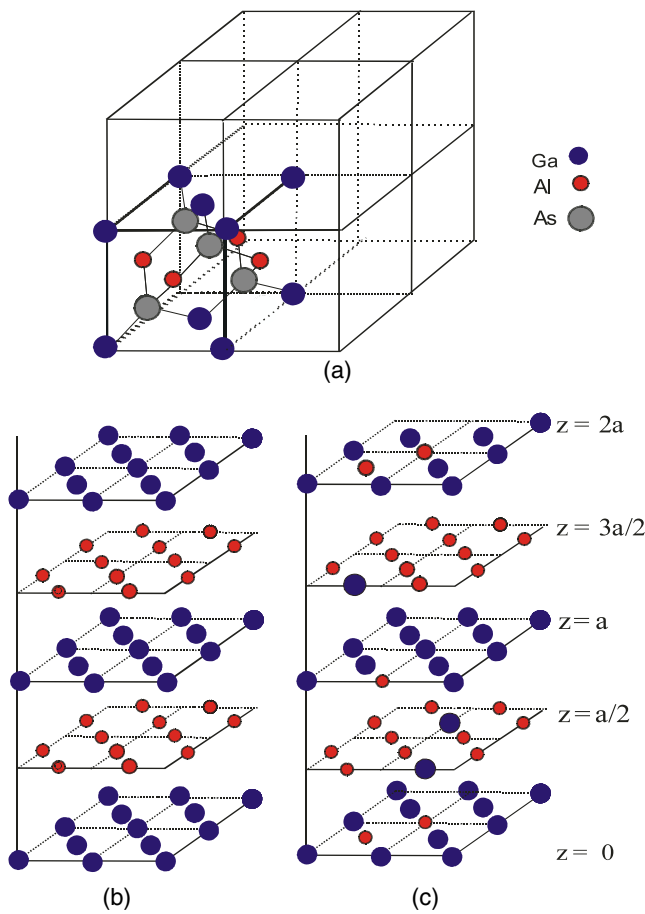 Ga
Al
As
(a)
z = 2a
z = 3a/2
z = a
z = a/2
z = 0
(b)
(c)